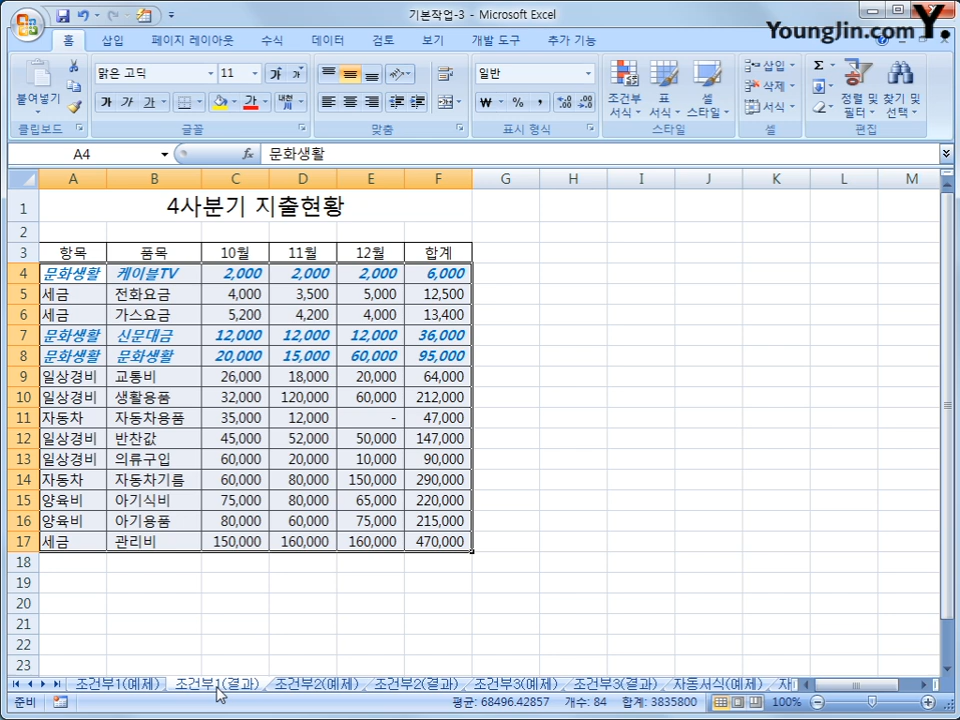 기본작업-3 - Microsoft Excel
YoungJin.com Y.
홈 삽입 페이지 레이아웃 수식 데이터 검토 보기 개발 도구 추가 기능
붙여넣기
맑은 고딕 11
가 가
가 가 가 가 내천
일반
₩ % , .00 .00
조건부 서식
표 서식
셀 스타일
삽입
삭제
서식
Σ
정렬 및 필터
찾기 및 선택
클립보드 글꼴 맞춤 표시 형식 스타일 셀 편집
A4 fx 문화생활
A B C D E F G H I J K L M
1 4사분기 지출현황
2
3 항목 품목 10월 11월 12월 합계
4 문화생활 케이블TV 2,000 2,000 2,000 6,000
5 세금 전화요금 4,000 3,500 5,000 12,500
6 세금 가스요금 5,200 4,200 4,000 13,400
7 문화생활 신문대금 12,000 12,000 12,000 36,000
8 문화생활 문화생활 20,000 15,000 60,000 95,000
9 일상경비 교통비 26,000 18,000 20,000 64,000
10 일상경비 생활용품 32,000 120,000 60,000 212,000
11 자동차 자동차용품 35,000 12,000 - 47,000
12 일상경비 반찬값 45,000 52,000 50,000 147,000
13 일상경비 의류구입 60,000 20,000 10,000 90,000
14 자동차 자동차기름 60,000 80,000 150,000 290,000
15 양육비 아기식비 75,000 80,000 65,000 220,000
16 양육비 아기용품 80,000 60,000 75,000 215,000
17 세금 관리비 150,000 160,000 160,000 470,000
18
19
20
21
22
23
조건부1(예제) 조건부1(결과) 조건부2(예제) 조건부2(결과) 조건부3(예제) 조건부3(결과) 자동서식(예제)
준비 평균: 68496.42857 개수: 84 합계: 3835800 100%